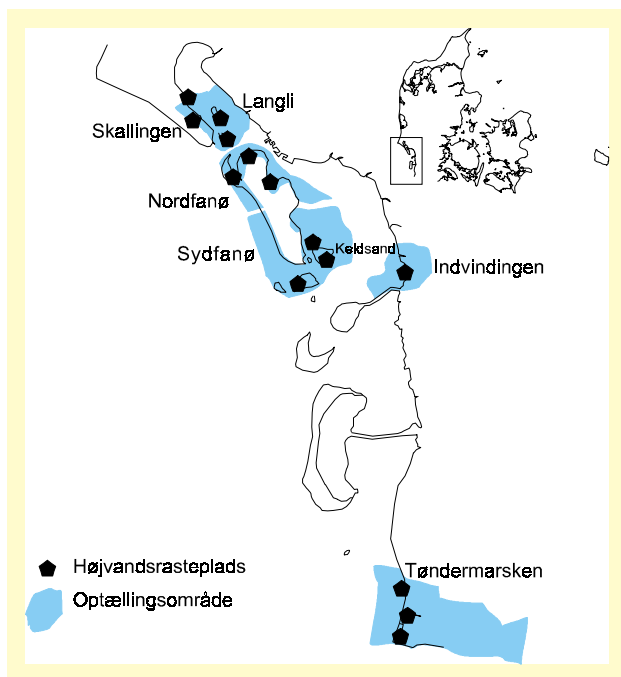 Langli
Skallingen
Nordfanø
Sydfanø
Keldsand
Indvindingen
Tøndermarsken
Højvandsrasteplads
Optællingsområde